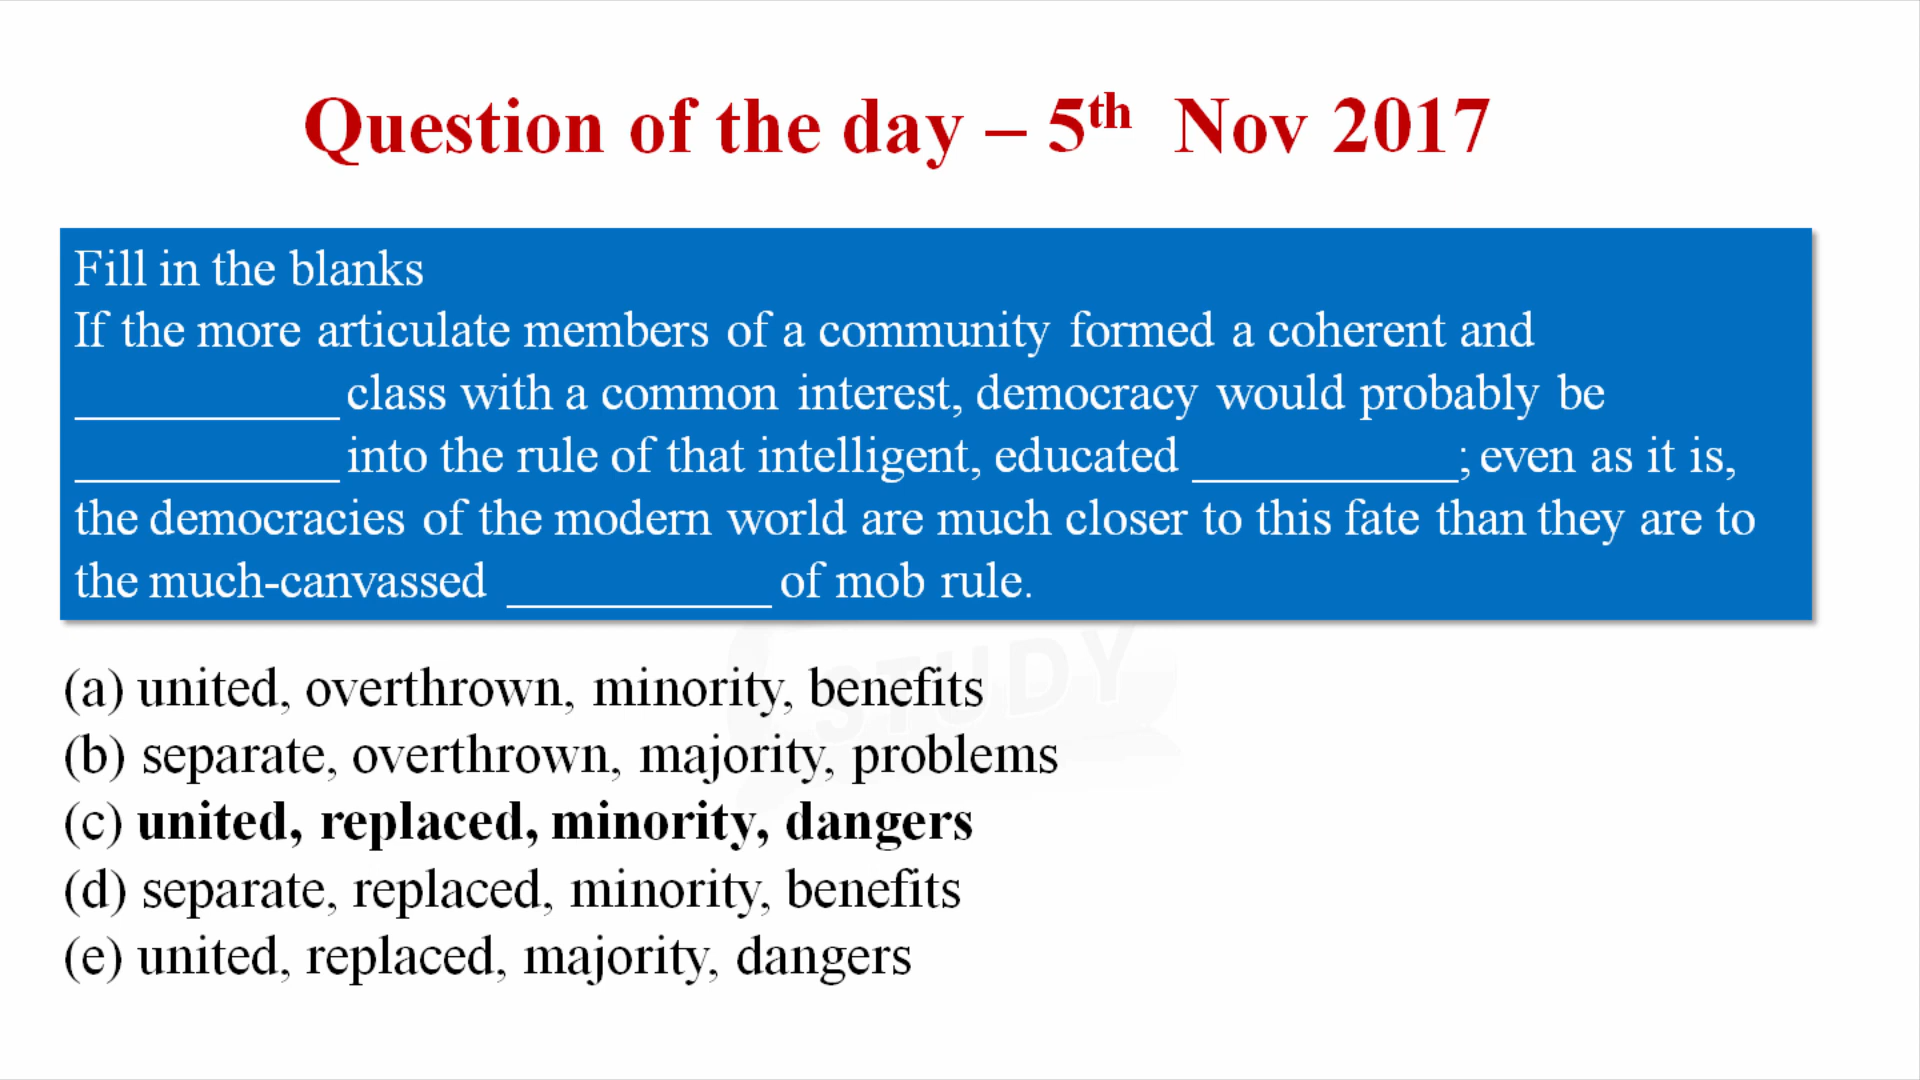 Question of the day – 5th Nov 2017
Fill in the blanks
If the more articulate members of a community formed a coherent and
___________ class with a common interest, democracy would probably be
___________ into the rule of that intelligent, educated ___________; even as it is,
the democracies of the modern world are much closer to this fate than they are to
the much-canvassed ___________ of mob rule.
STUDY
(a) united, overthrown, minority, benefits
(b) separate, overthrown, majority, problems
(c) united, replaced, minority, dangers
(d) separate, replaced, minority, benefits
(e) united, replaced, majority, dangers